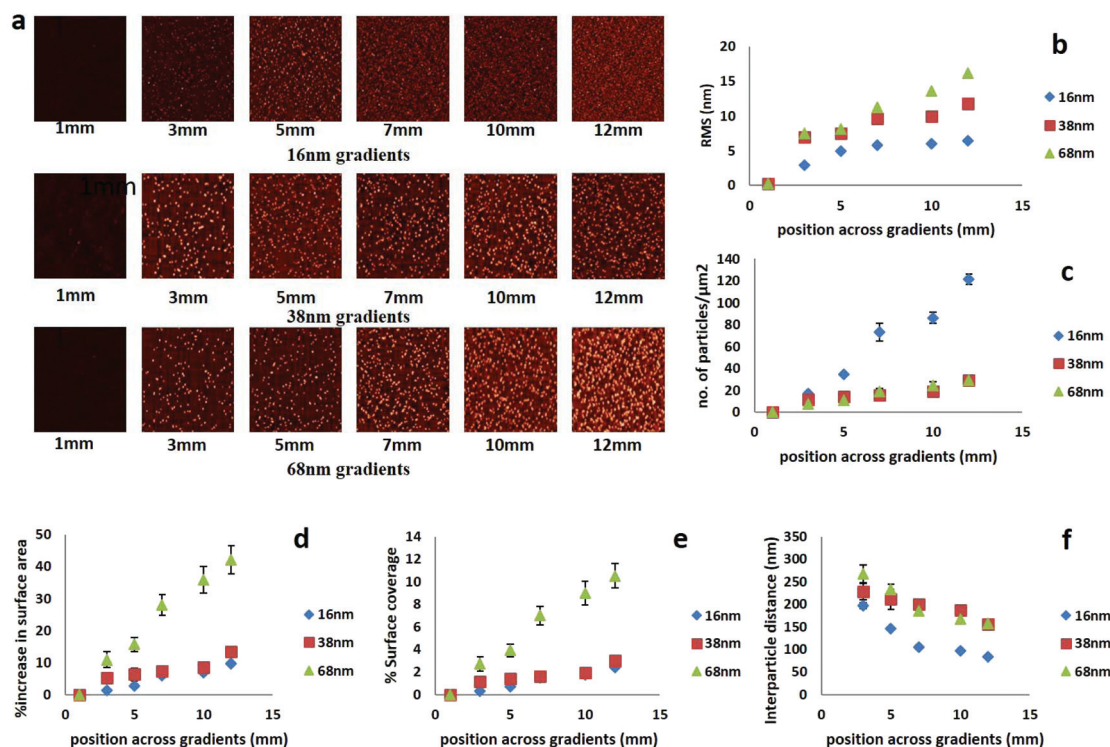 a
1mm 3mm 5mm 7mm 10mm 12mm
16nm gradients
1mm
1mm 3mm 5mm 7mm 10mm 12mm
38nm gradients
1mm 3mm 5mm 7mm 10mm 12mm
68nm gradients
b
RMS (nm)
20
15
10
5
0
0 5 10 15
position across gradients (mm)
16nm
38nm
68nm
c
no. of particles/µm2
140
120
100
80
60
40
20
0
0 5 10 15
position across gradients (mm)
16nm
38nm
68nm
d
%increase in surface area
50
40
30
20
10
0
0 5 10 15
position across gradients (mm)
16nm
38nm
68nm
e
% Surface coverage
14
12
10
8
6
4
2
0
0 5 10 15
position across gradients (mm)
16nm
38nm
68nm
f
Interparticle distance (nm)
350
300
250
200
150
100
50
0
0 5 10 15
position across gradients (mm)
16nm
38nm
68nm